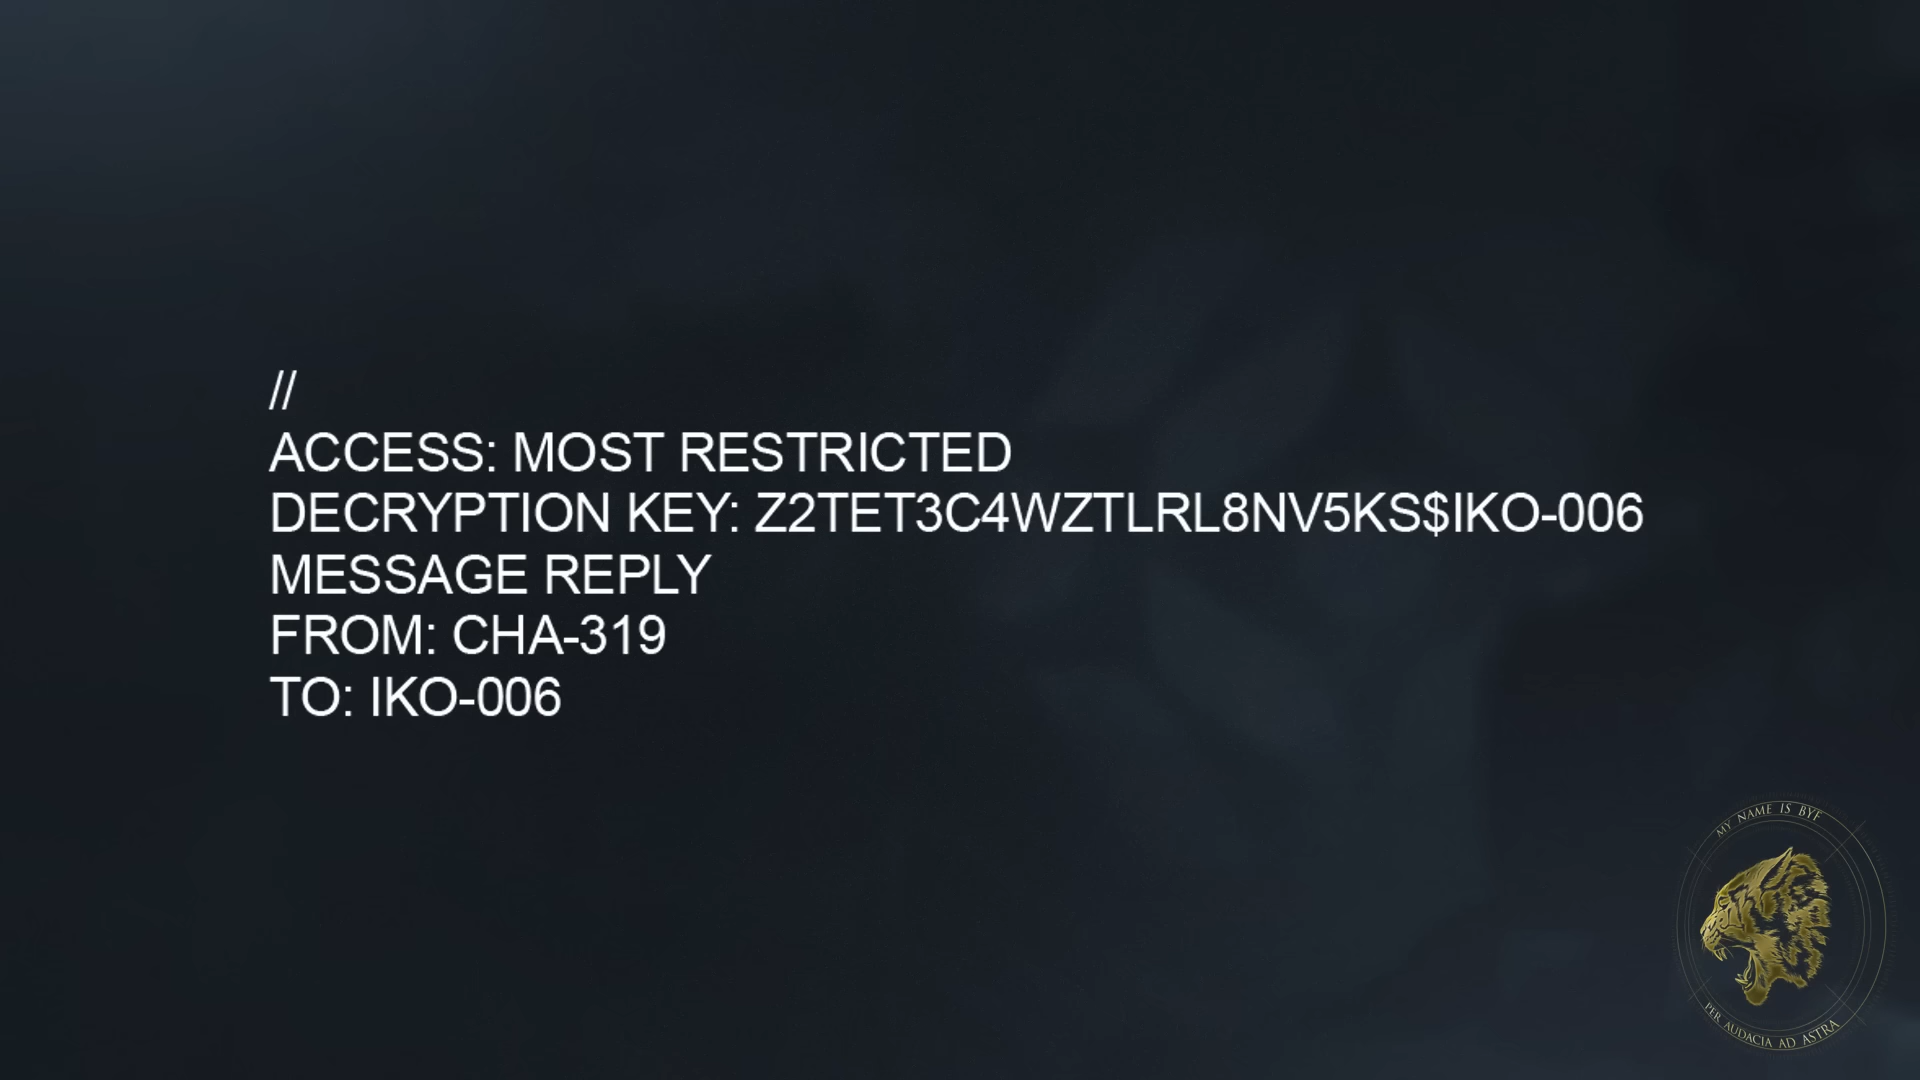 //
ACCESS: MOST RESTRICTED
DECRYPTION KEY: Z2TET3C4WZTLRL8NV5KS$IKO-006
MESSAGE REPLY
FROM: CHA-319
TO: IKO-006
MY NAME IS BYF
PER AUDACIA AD ASTRA